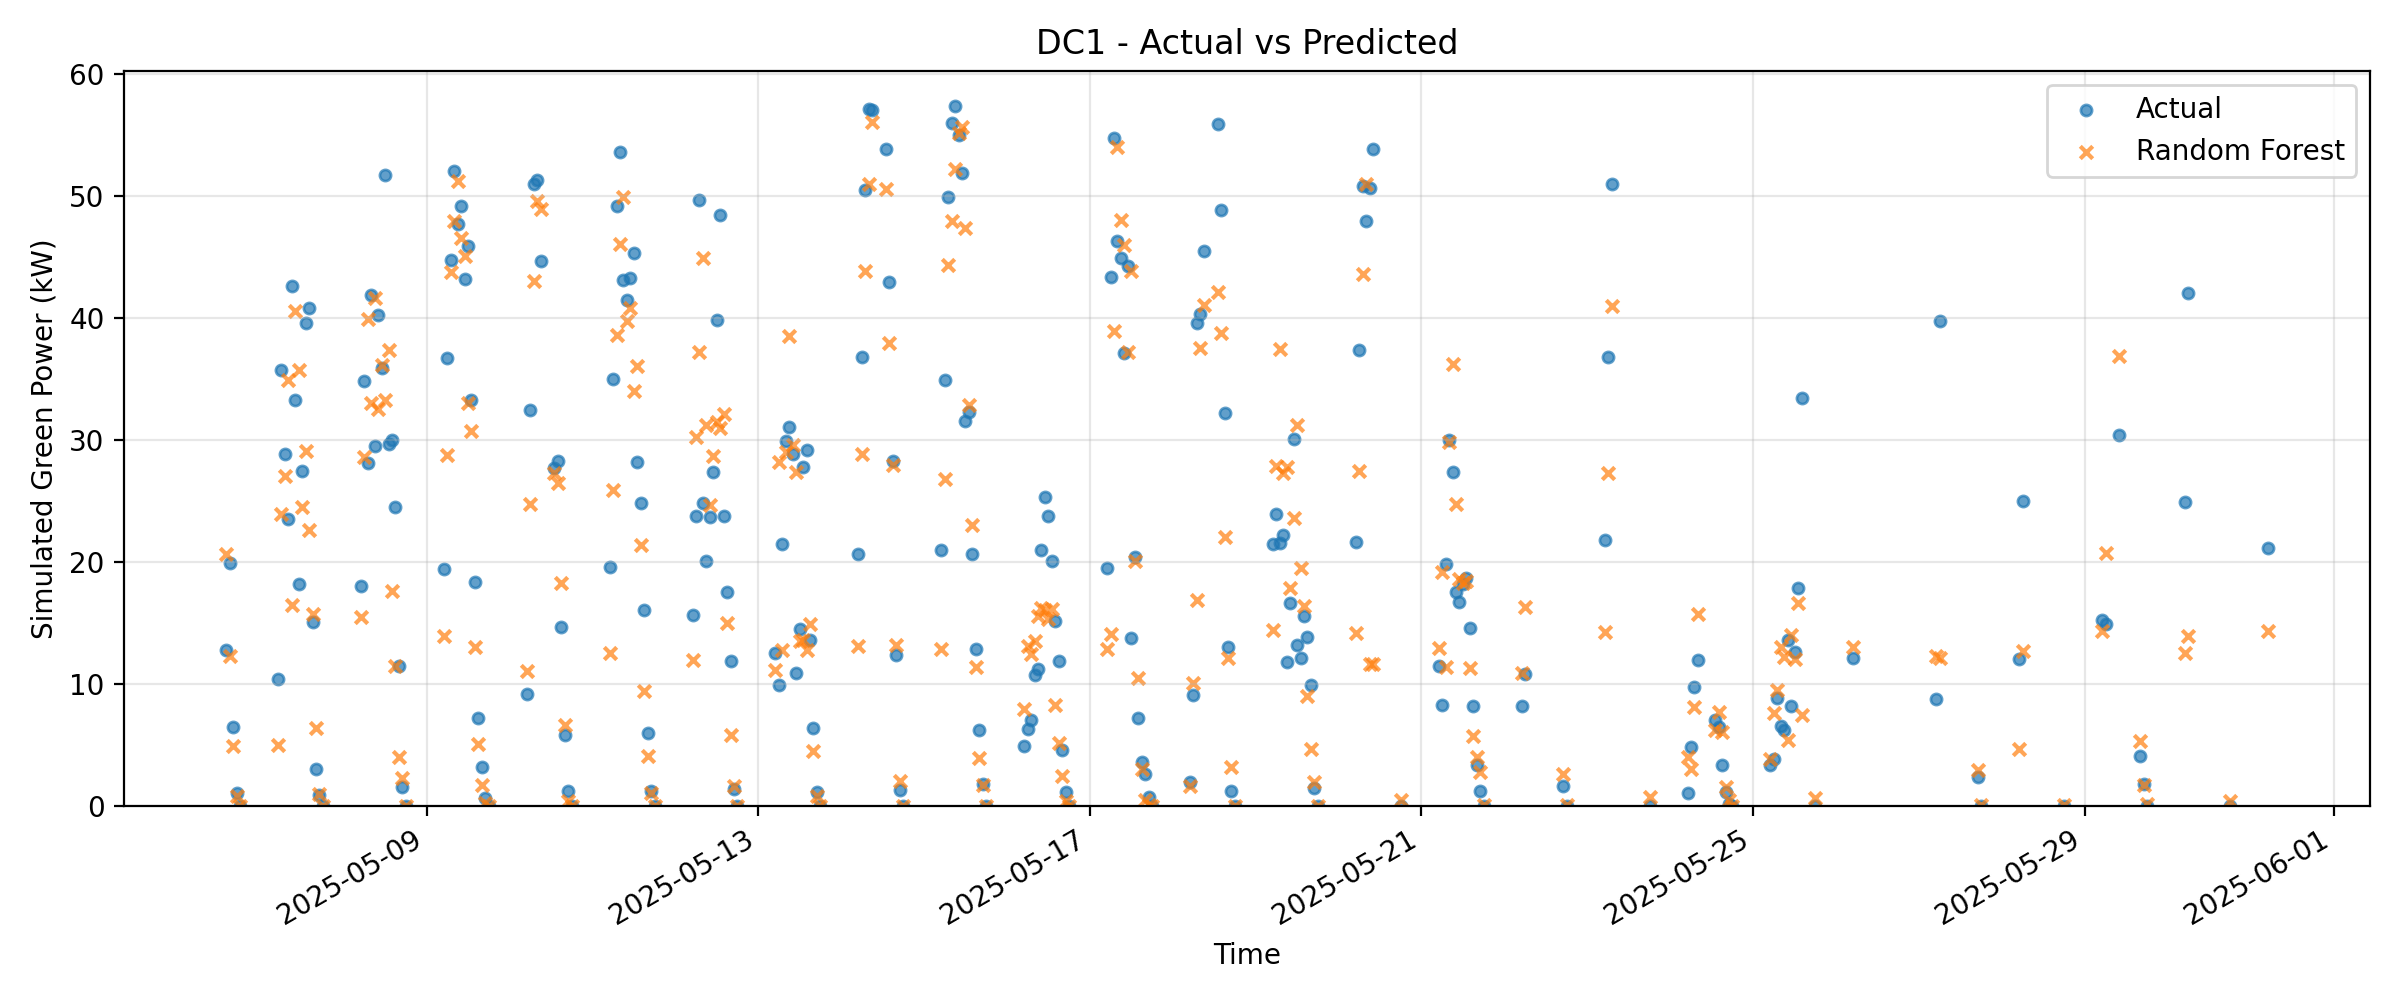 DC1 - Actual vs Predicted
Actual
Random Forest
Simulated Green Power (kW)
60
50
40
30
20
10
0
2025-05-09
2025-05-13
2025-05-17
2025-05-21
2025-05-25
2025-05-29
2025-06-01
Time